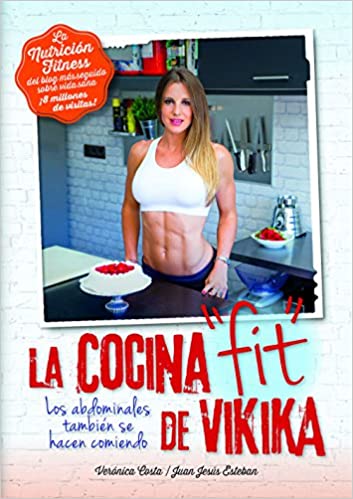 La
Nutrición
Fitness
del blog más seguido
sobre vida sana
¡8 millones
de visitas!
LA COCINA "fit"
Los abdominales
también se
hacen comiendo
DE VIKIKA
Verónica Costa / Juan Jesús Esteban